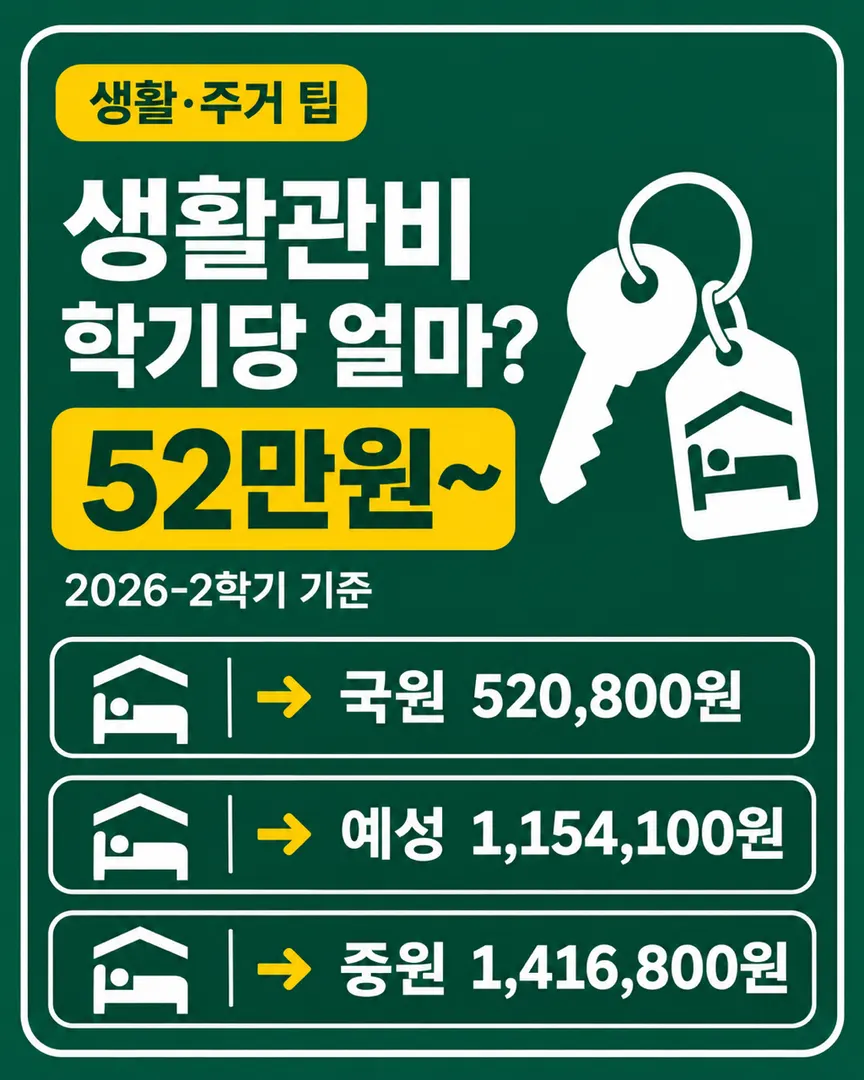 생활·주거 팁
생활관비
학기당 얼마?
52만원~
2026-2학기 기준
국원 520,800원
예성 1,154,100원
중원 1,416,800원